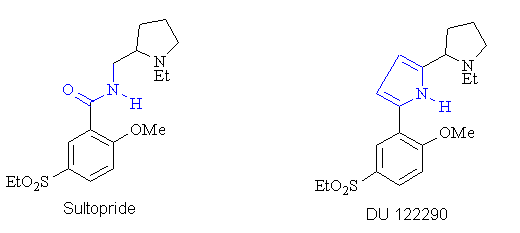 N
Et
O
N
H
OMe
EtO₂S
Sultopride
N
Et
N
H
OMe
EtO₂S
DU 122290